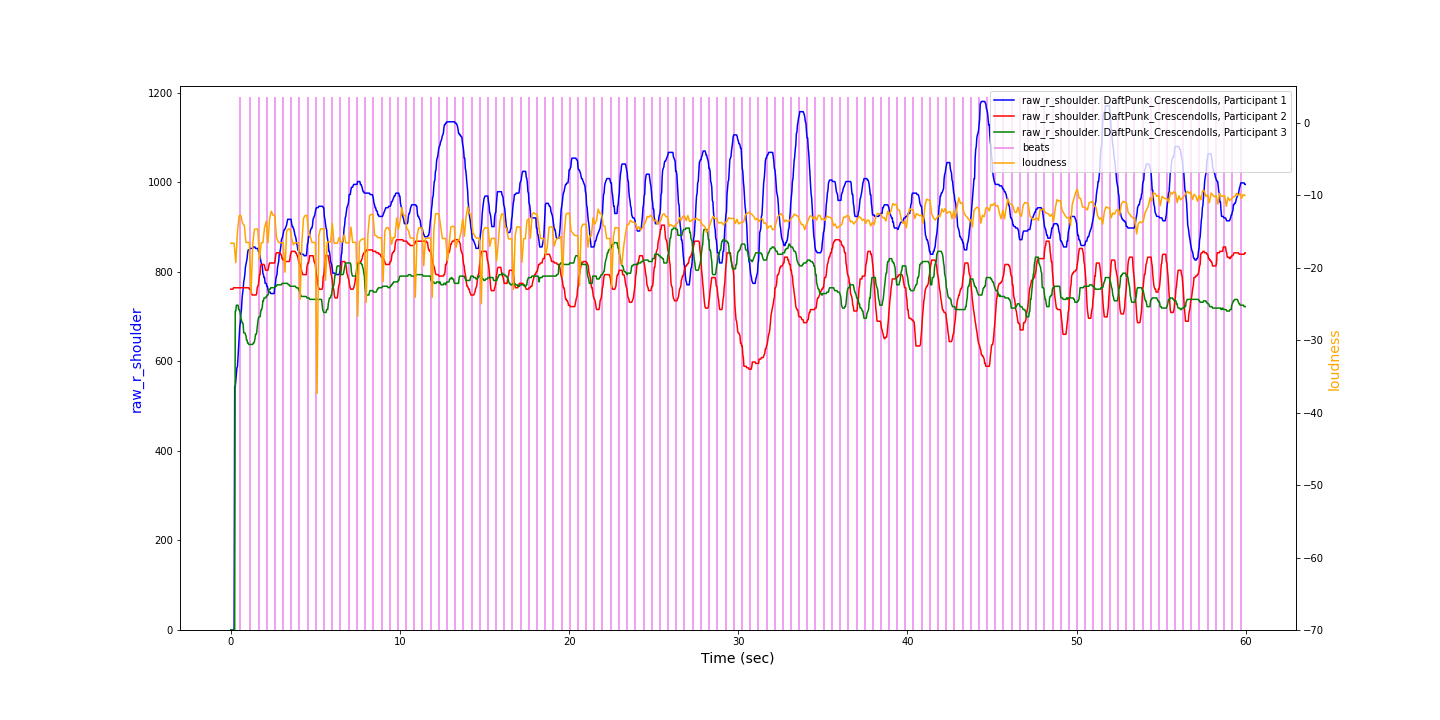 raw_r_shoulder. DaftPunk_Crescendolls, Participant 1
raw_r_shoulder. DaftPunk_Crescendolls, Participant 2
raw_r_shoulder. DaftPunk_Crescendolls, Participant 3
beats
loudness
1200
1000
800
600
400
200
0
raw_r_shoulder
0
−10
−20
−30
−40
−50
−60
−70
loudness
0 10 20 30 40 50 60
Time (sec)